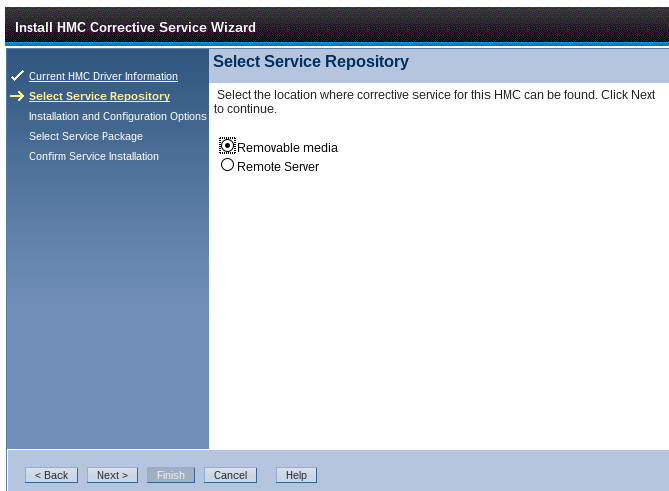 Install HMC Corrective Service Wizard
Current HMC Driver Information
Select Service Repository
Installation and Configuration Options
Select Service Package
Confirm Service Installation
Select Service Repository
Select the location where corrective service for this HMC can be found. Click Next
to continue.
Removable media
Remote Server
< Back
Next >
Finish
Cancel
Help